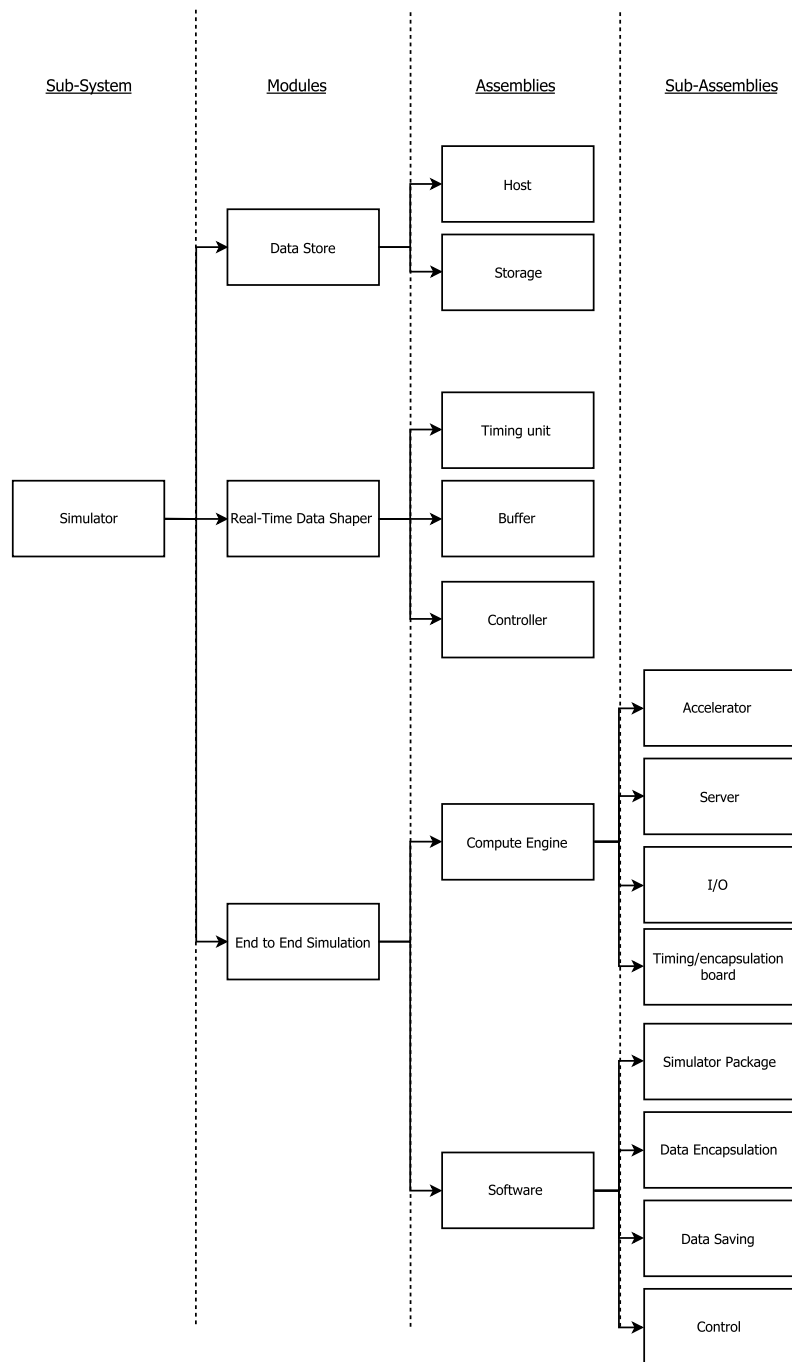 Sub-System
Modules
Assemblies
Sub-Assemblies
Host
Data Store
Storage
Timing unit
Simulator
Real-Time Data Shaper
Buffer
Controller
Accelerator
Server
Compute Engine
I/O
End to End Simulation
Timing/encapsulation
board
Simulator Package
Data Encapsulation
Software
Data Saving
Control